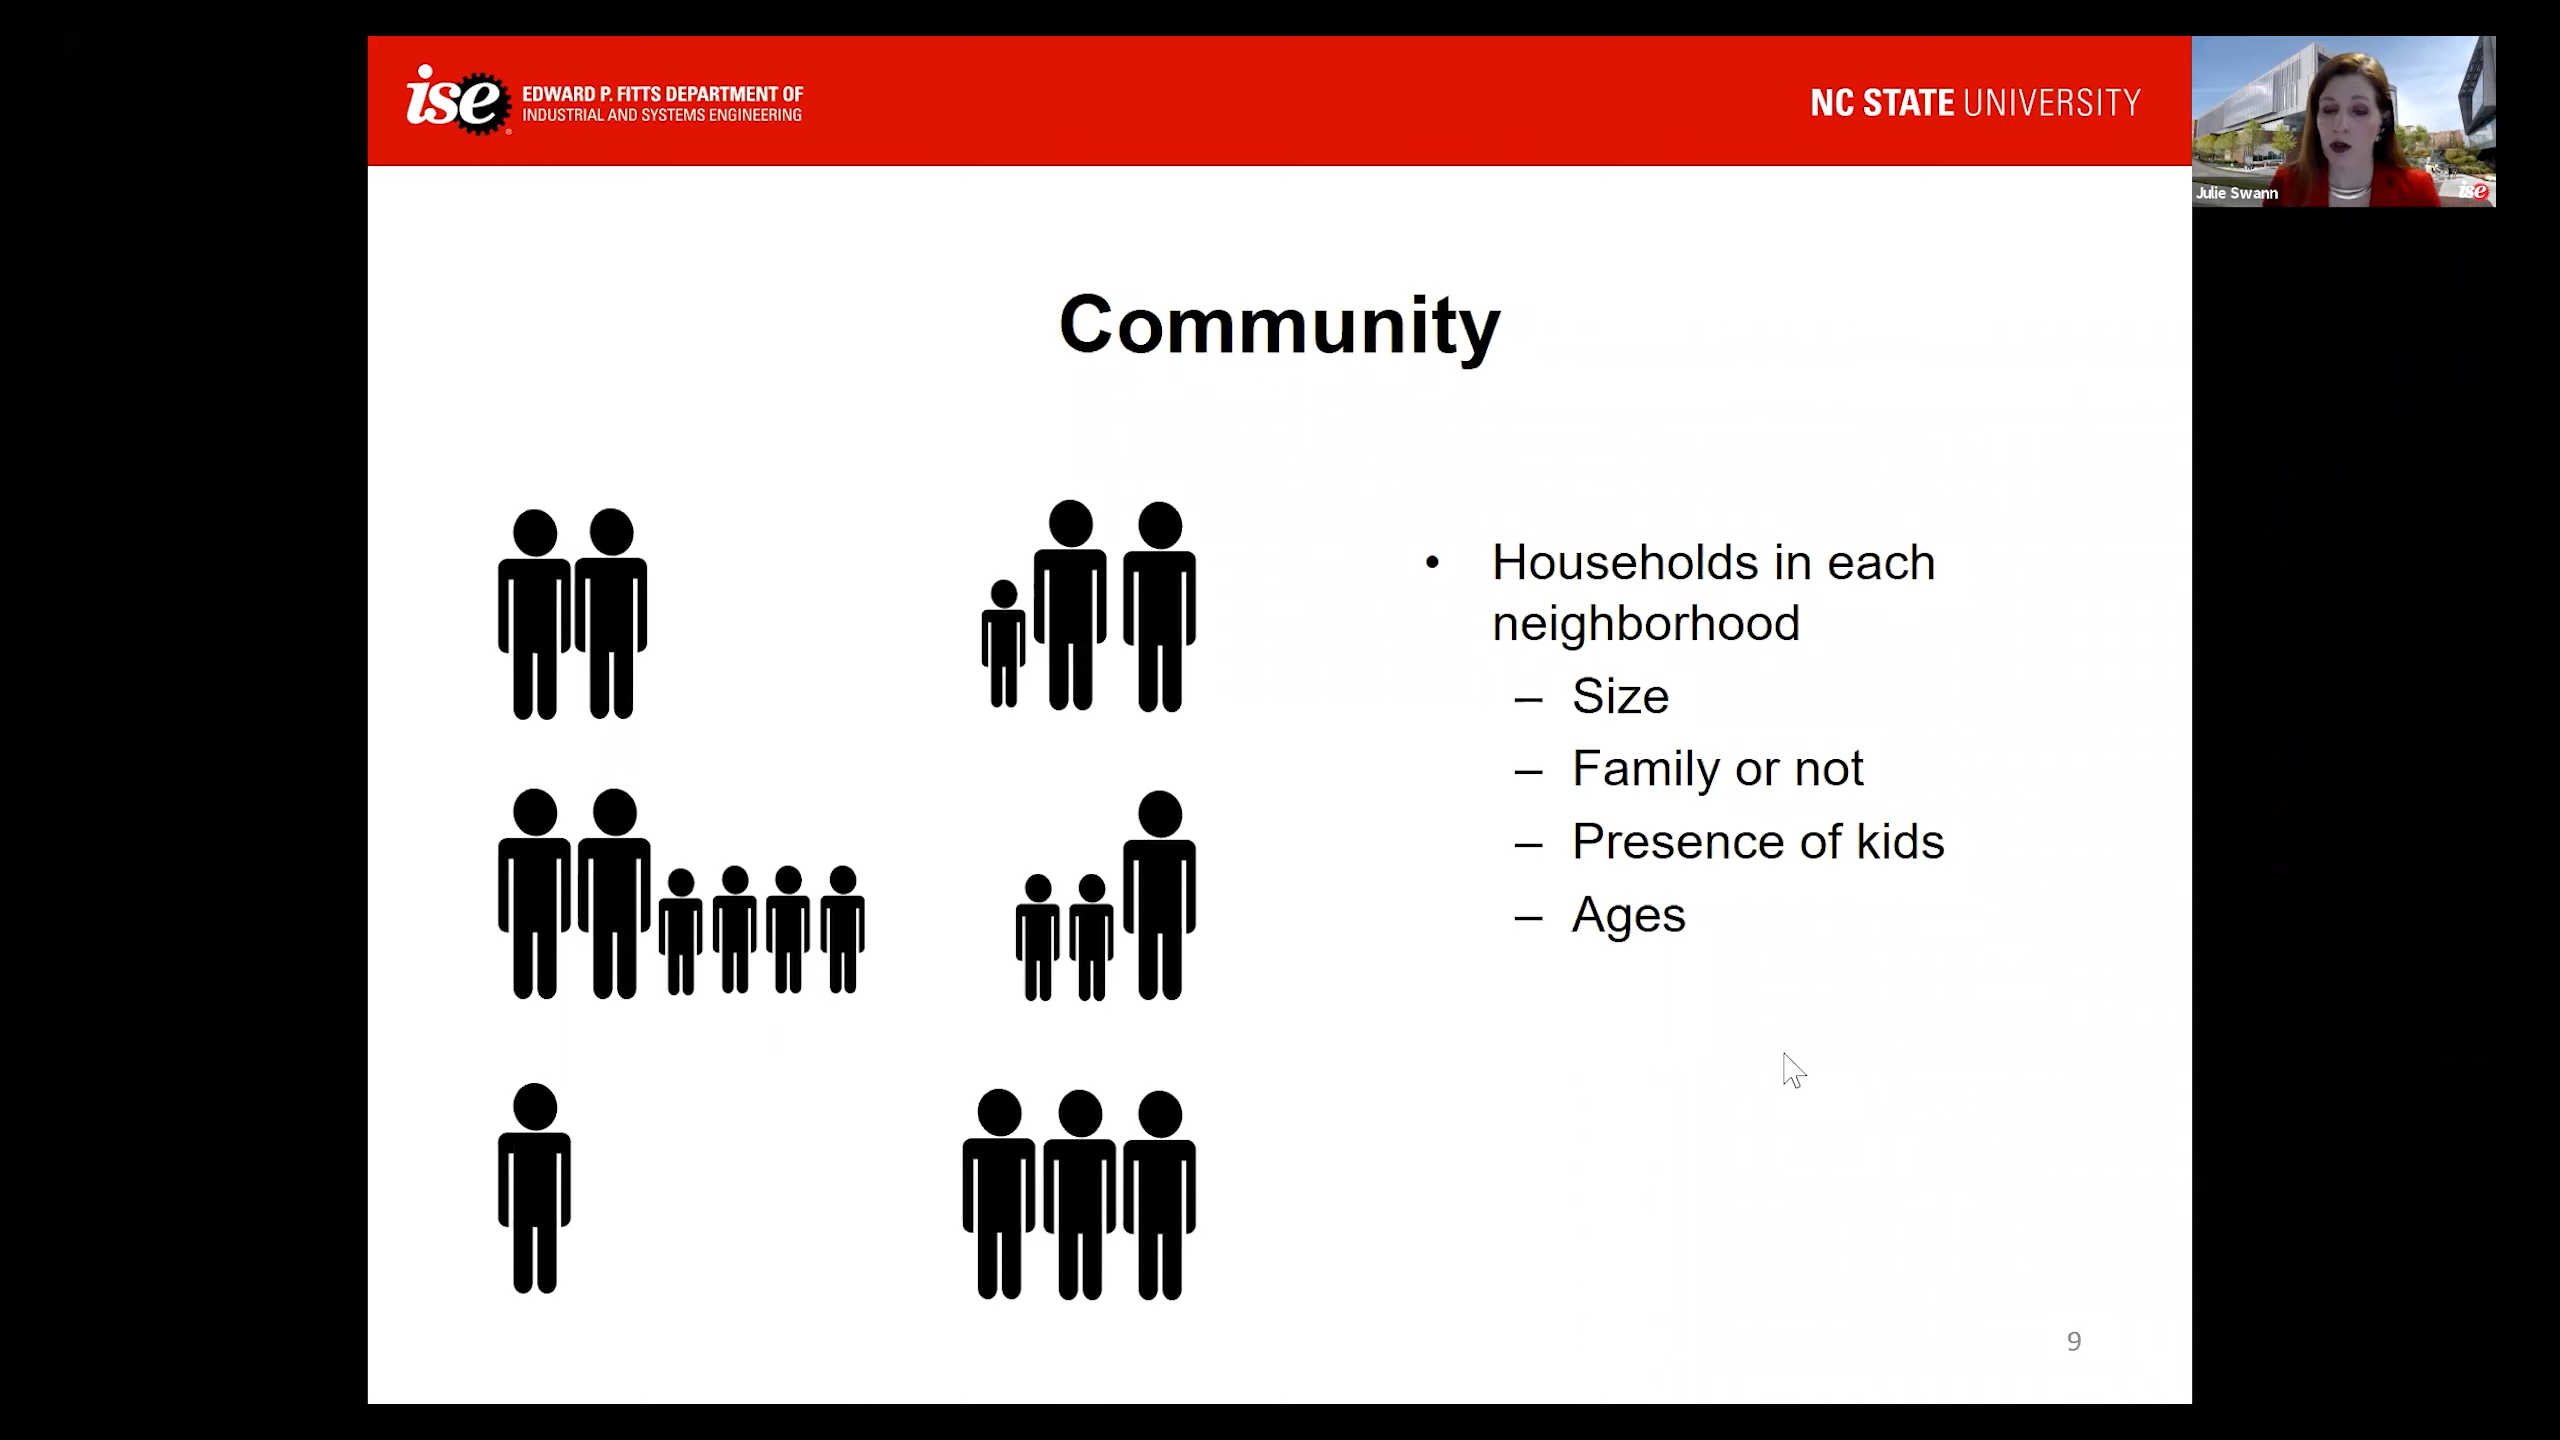 ise
EDWARD P. FITTS DEPARTMENT OF
INDUSTRIAL AND SYSTEMS ENGINEERING
NC STATE UNIVERSITY
Julie Swann
ise
Community
• Households in each
neighborhood
– Size
– Family or not
– Presence of kids
– Ages
9